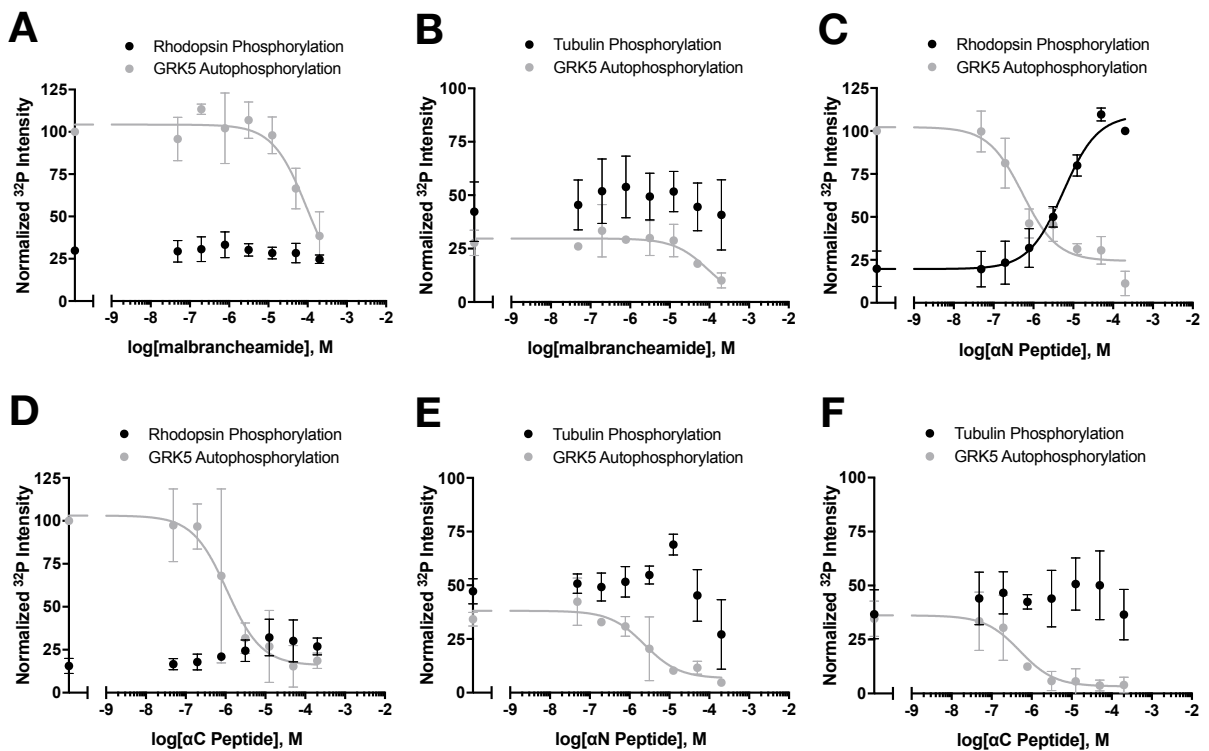 A
Rhodopsin Phosphorylation
GRK5 Autophosphorylation
Normalized ³²P Intensity
125
100
75
50
25
0
-9 -8 -7 -6 -5 -4 -3 -2
log[malbrancheamide], M
B
Tubulin Phosphorylation
GRK5 Autophosphorylation
Normalized ³²P Intensity
100
75
50
25
0
-9 -8 -7 -6 -5 -4 -3 -2
log[malbrancheamide], M
C
Rhodopsin Phosphorylation
GRK5 Autophosphorylation
Normalized ³²P Intensity
125
100
75
50
25
0
-9 -8 -7 -6 -5 -4 -3 -2
log[αN Peptide], M
D
Rhodopsin Phosphorylation
GRK5 Autophosphorylation
Normalized ³²P Intensity
125
100
75
50
25
0
-9 -8 -7 -6 -5 -4 -3 -2
log[αC Peptide], M
E
Tubulin Phosphorylation
GRK5 Autophosphorylation
Normalized ³²P Intensity
100
75
50
25
0
-9 -8 -7 -6 -5 -4 -3 -2
log[αN Peptide], M
F
Tubulin Phosphorylation
GRK5 Autophosphorylation
Normalized ³²P Intensity
100
75
50
25
0
-9 -8 -7 -6 -5 -4 -3 -2
log[αC Peptide], M